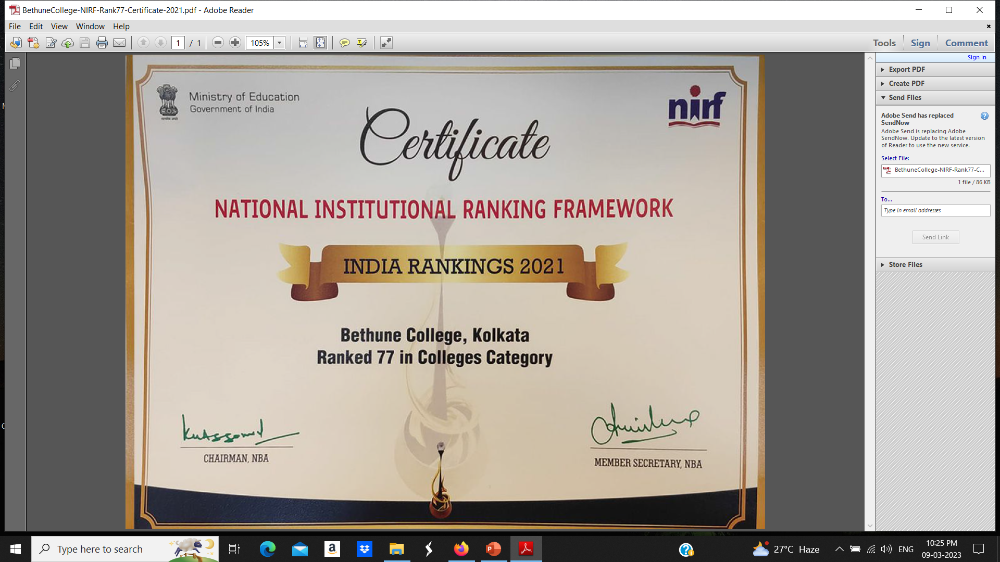 BethuneCollege-NIRF-Rank77-Certificate-2021.pdf - Adobe Reader
File Edit View Window Help
1 / 1 105% Tools Sign Comment
Sign In
Export PDF
Create PDF
Send Files
Adobe Send has replaced
SendNow
Adobe Send is replacing Adobe
SendNow. Update to the latest version
of Reader to use the new service.
Select File:
BethuneCollege-NIRF-Rank77-C...
1 file / 86 KB
To...
Type in email addresses
Send Link
Store Files
Ministry of Education
Government of India
nirf
Certificate
NATIONAL INSTITUTIONAL RANKING FRAMEWORK
INDIA RANKINGS 2021
Bethune College, Kolkata
Ranked 77 in Colleges Category
CHAIRMAN, NBA
MEMBER SECRETARY, NBA
Type here to search
27°C Haze
ENG
10:25 PM
09-03-2023